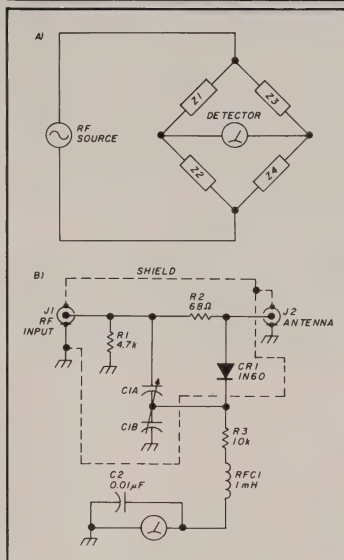 A)
Z1
Z3
DETECTOR
RF
SOURCE
Z2
Z4
B)
SHIELD
J1
RF
INPUT
R2
68Ω
J2
ANTENNA
R1
4.7k
CR1
1N60
C1A
C1B
R3
10k
C2
0.01μF
RFC1
1mH